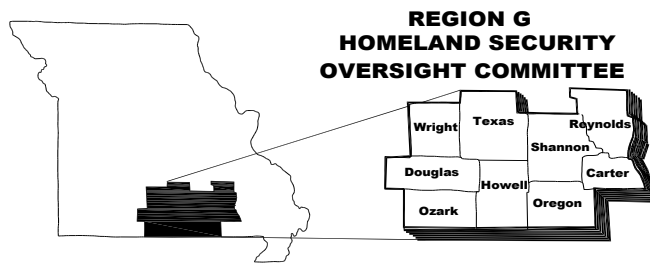 REGION G
HOMELAND SECURITY
OVERSIGHT COMMITTEE
Wright
Texas
Reynolds
Shannon
Douglas
Howell
Carter
Ozark
Oregon